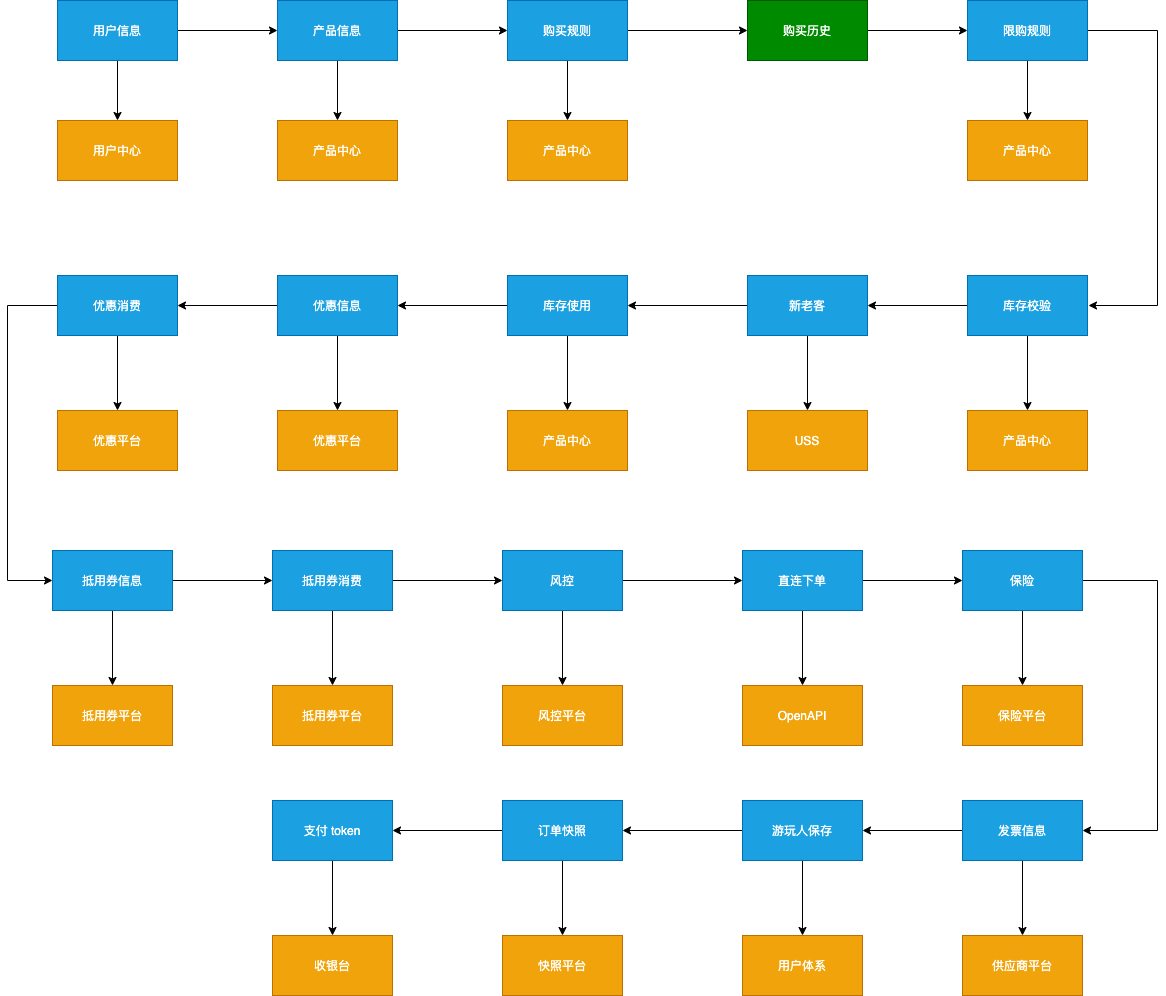 用户信息
产品信息
购买规则
购买历史
限购规则
用户中心
产品中心
产品中心
产品中心
优惠消费
优惠信息
库存使用
新老客
库存校验
优惠平台
优惠平台
产品中心
USS
产品中心
抵用券信息
抵用券消费
风控
直连下单
保险
抵用券平台
抵用券平台
风控平台
OpenAPI
保险平台
支付 token
订单快照
游玩人保存
发票信息
收银台
快照平台
用户体系
供应商平台